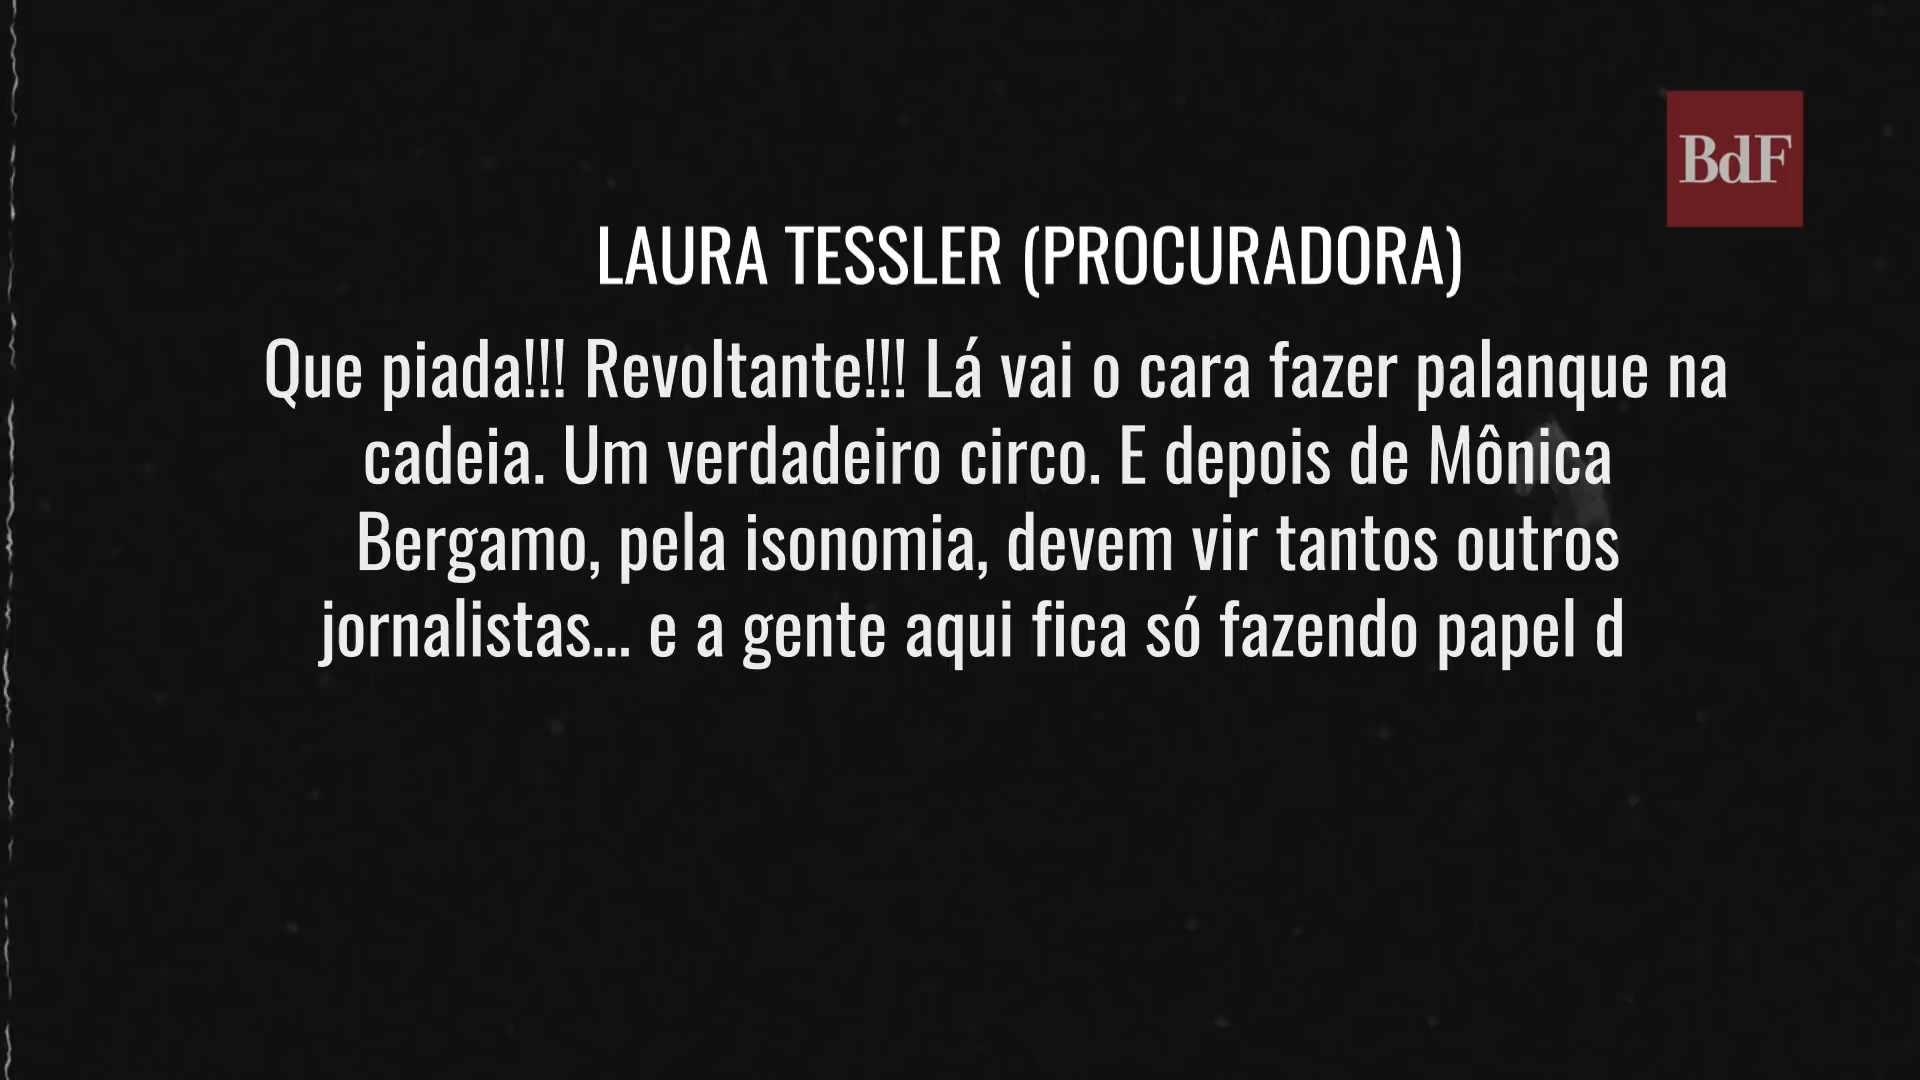 BdF
LAURA TESSLER (PROCURADORA)
Que piada!!! Revoltante!!! Lá vai o cara fazer palanque na
cadeia. Um verdadeiro circo. E depois de Mônica
Bergamo, pela isonomia, devem vir tantos outros
jornalistas... e a gente aqui fica só fazendo papel d